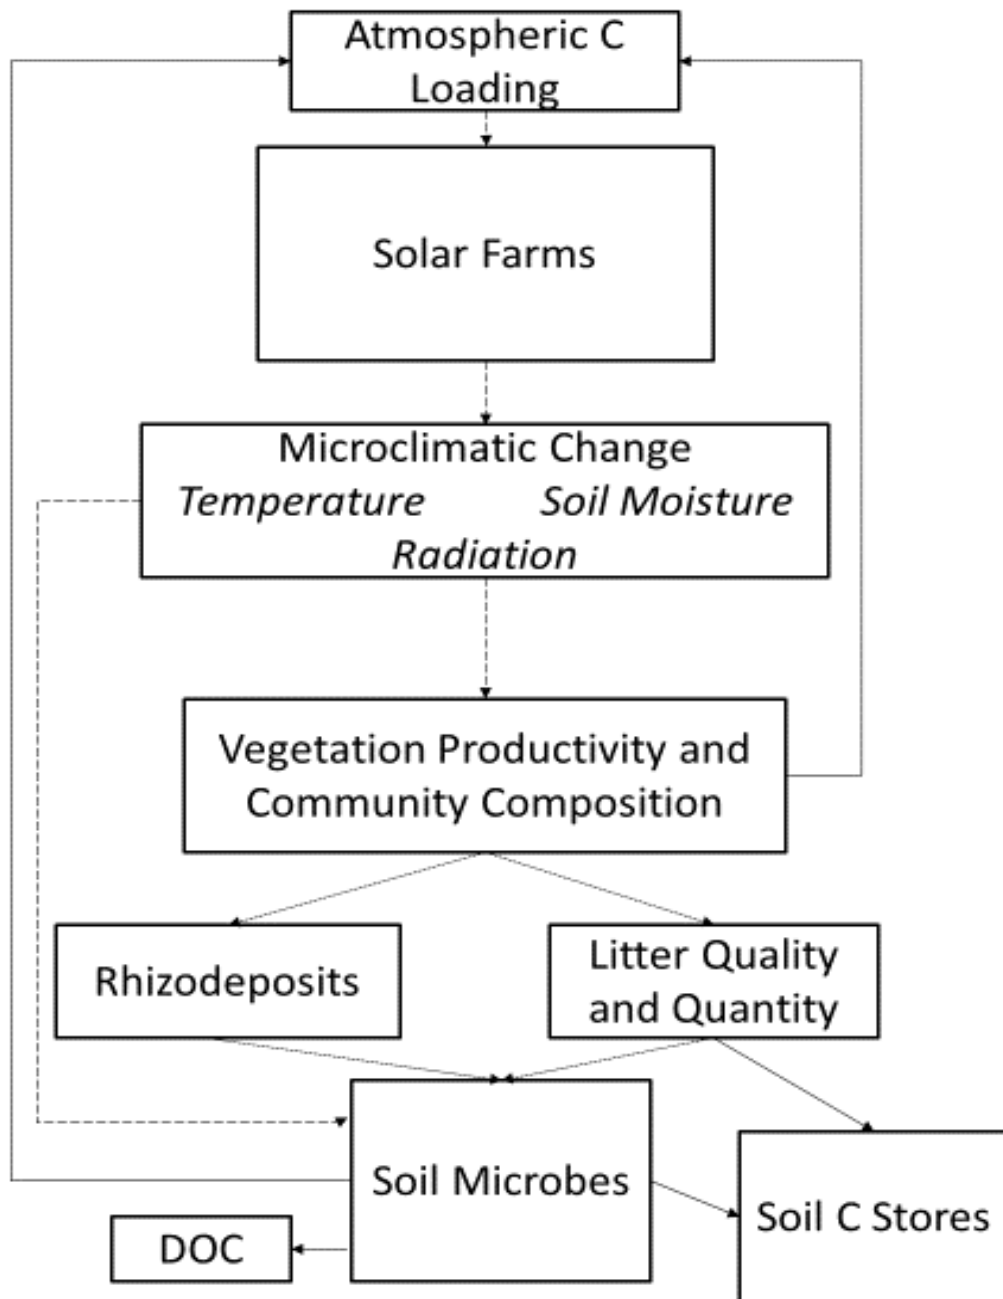 Atmospheric C
Loading
Solar Farms
Microclimatic Change
Temperature Soil Moisture
Radiation
Vegetation Productivity and
Community Composition
Rhizodeposits
Litter Quality
and Quantity
Soil Microbes
Soil C Stores
DOC